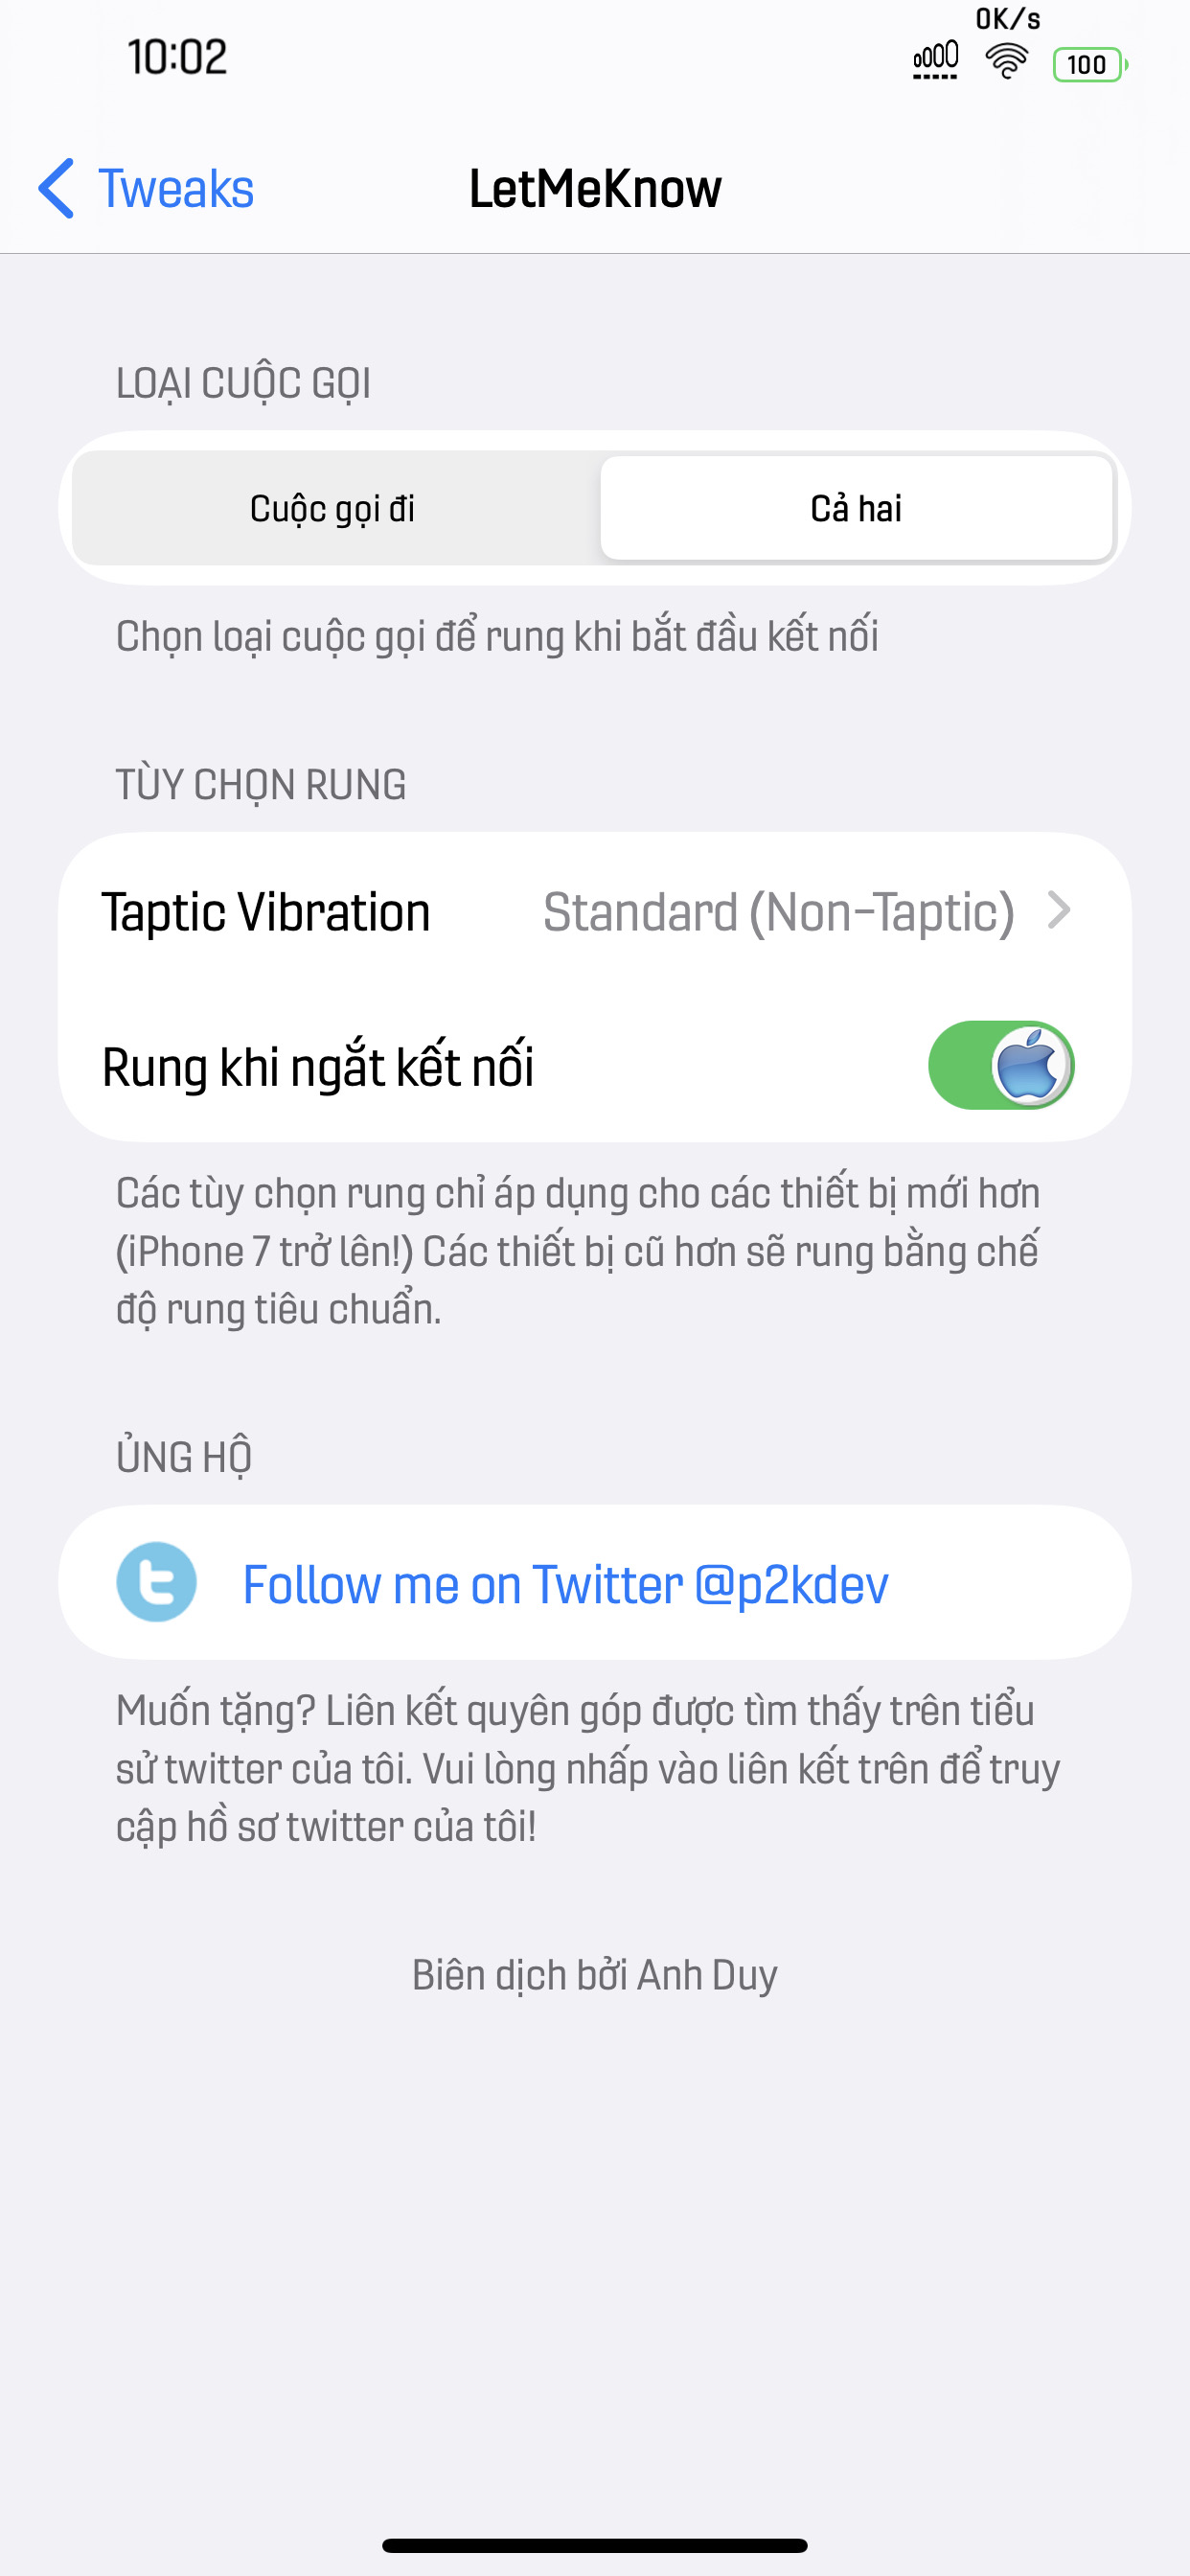 0K/s
10:02
100
Tweaks
LetMeKnow
LOẠI CUỘC GỌI
Cuộc gọi đi
Cả hai
Chọn loại cuộc gọi để rung khi bắt đầu kết nối
TÙY CHỌN RUNG
Taptic Vibration
Standard (Non-Taptic)
Rung khi ngắt kết nối
Các tùy chọn rung chỉ áp dụng cho các thiết bị mới hơn
(iPhone 7 trở lên!) Các thiết bị cũ hơn sẽ rung bằng chế
độ rung tiêu chuẩn.
ỦNG HỘ
Follow me on Twitter @p2kdev
Muốn tặng? Liên kết quyên góp được tìm thấy trên tiểu
sử twitter của tôi. Vui lòng nhấp vào liên kết trên để truy
cập hồ sơ twitter của tôi!
Biên dịch bởi Anh Duy